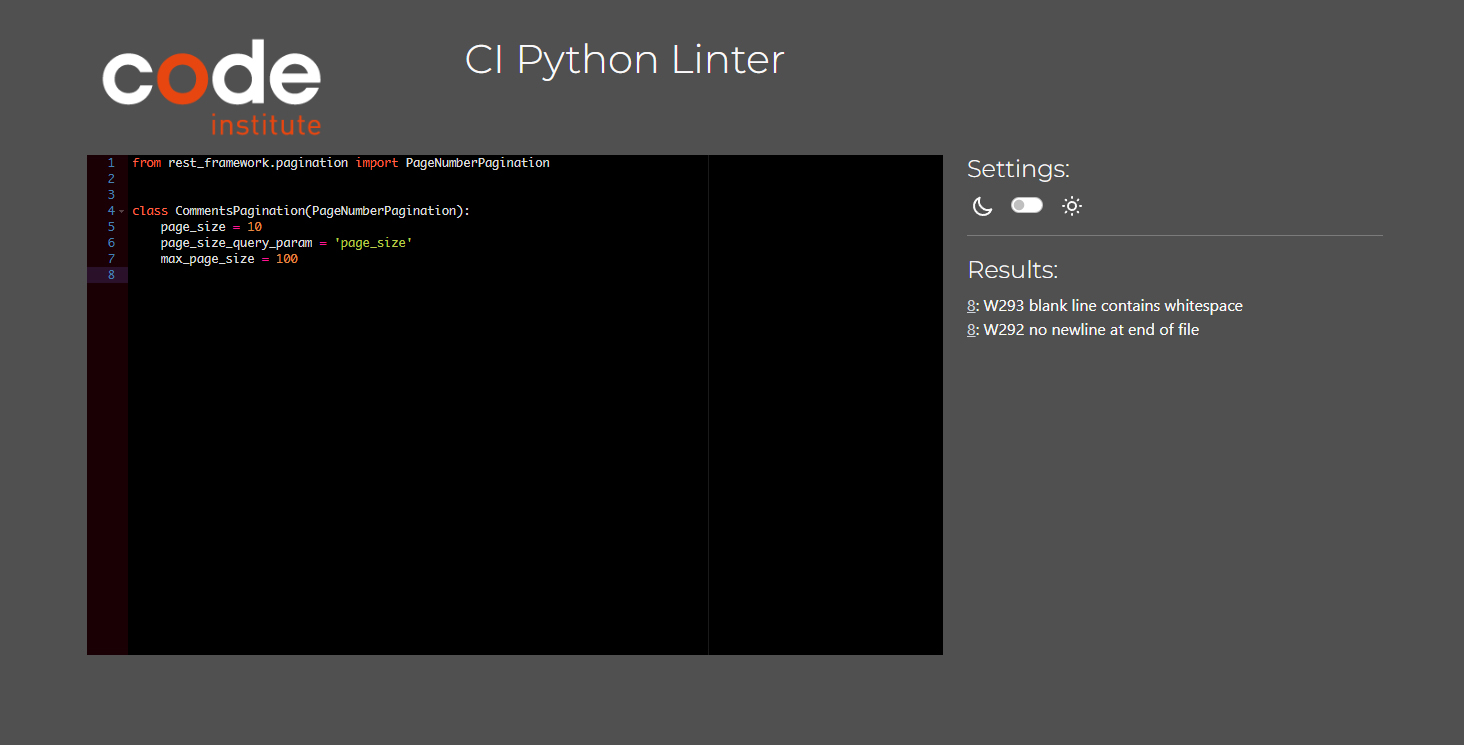 code
institute
CI Python Linter
1 from rest_framework.pagination import PageNumberPagination
2
3
4 class CommentsPagination(PageNumberPagination):
5     page_size = 10
6     page_size_query_param = 'page_size'
7     max_page_size = 100
8
Settings:
Results:
8: W293 blank line contains whitespace
8: W292 no newline at end of file